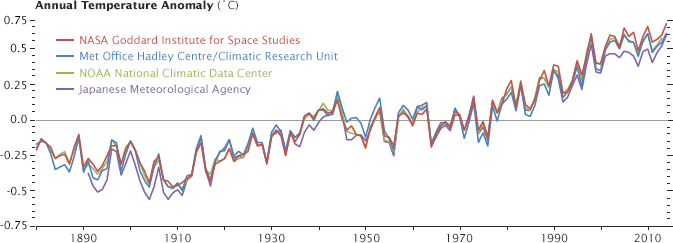 Annual Temperature Anomaly (°C)
0.75
NASA Goddard Institute for Space Studies
0.5
Met Office Hadley Centre/Climatic Research Unit
NOAA National Climatic Data Center
0.25
Japanese Meteorological Agency
0.0
-0.25
-0.5
-0.75
1890 1910 1930 1950 1970 1990 2010